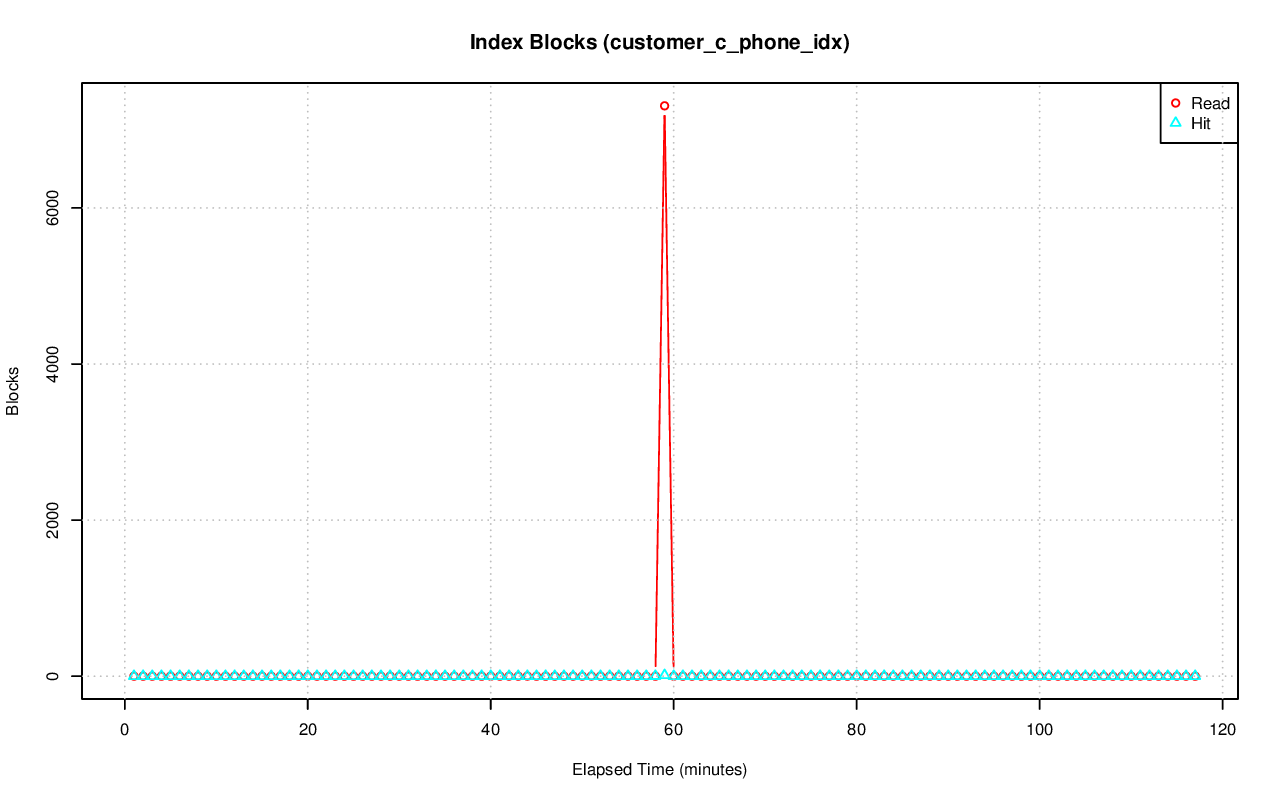 Index Blocks (customer_c_phone_idx)
Read
Hit
6000
4000
2000
0
Blocks
0 20 40 60 80 100 120
Elapsed Time (minutes)